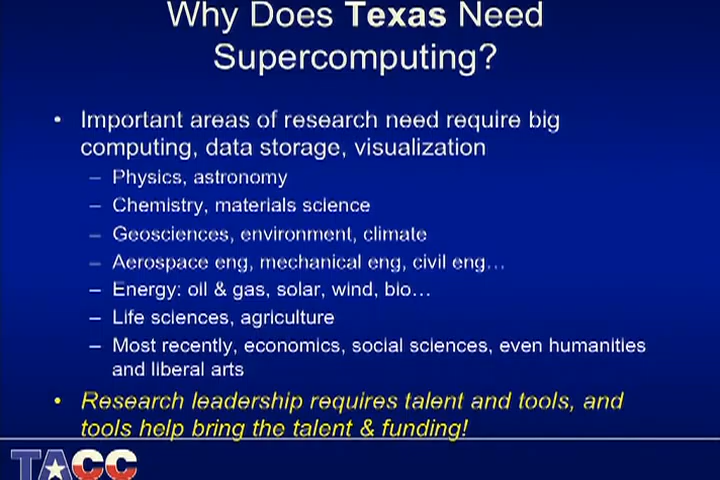 Why Does Texas Need
Supercomputing?
• Important areas of research need require big
computing, data storage, visualization
– Physics, astronomy
– Chemistry, materials science
– Geosciences, environment, climate
– Aerospace eng, mechanical eng, civil eng…
– Energy: oil & gas, solar, wind, bio…
– Life sciences, agriculture
– Most recently, economics, social sciences, even humanities
and liberal arts
• Research leadership requires talent and tools, and
tools help bring the talent & funding!
TACC